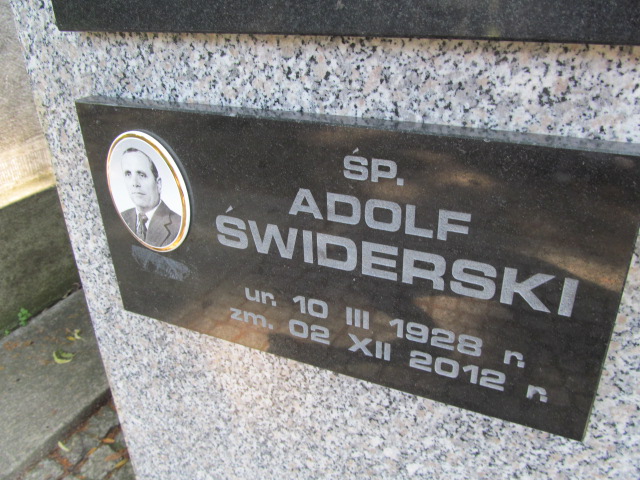 ŚP.
ADOLF
ŚWIDERSKI
ur. 10 III 1928 r.
zm. 02 XII 2012 r.